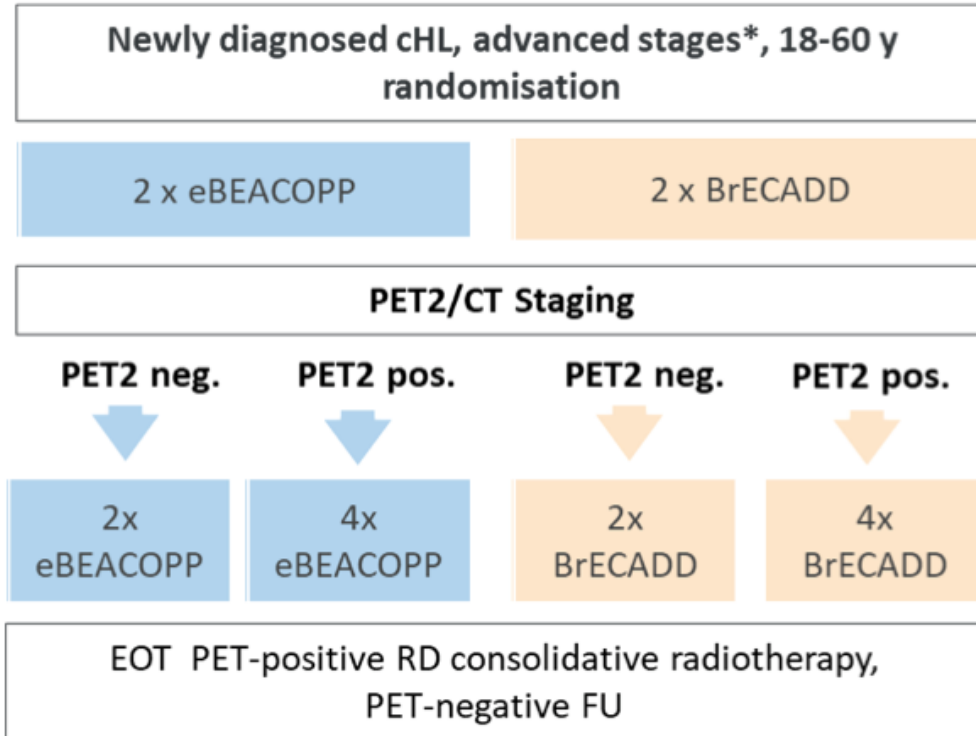 Newly diagnosed cHL, advanced stages*, 18-60 y
randomisation
2 x eBEACOPP
2 x BrECADD
PET2/CT Staging
PET2 neg.
PET2 pos.
PET2 neg.
PET2 pos.
2x
eBEACOPP
4x
eBEACOPP
2x
BrECADD
4x
BrECADD
EOT PET-positive RD consolidative radiotherapy,
PET-negative FU